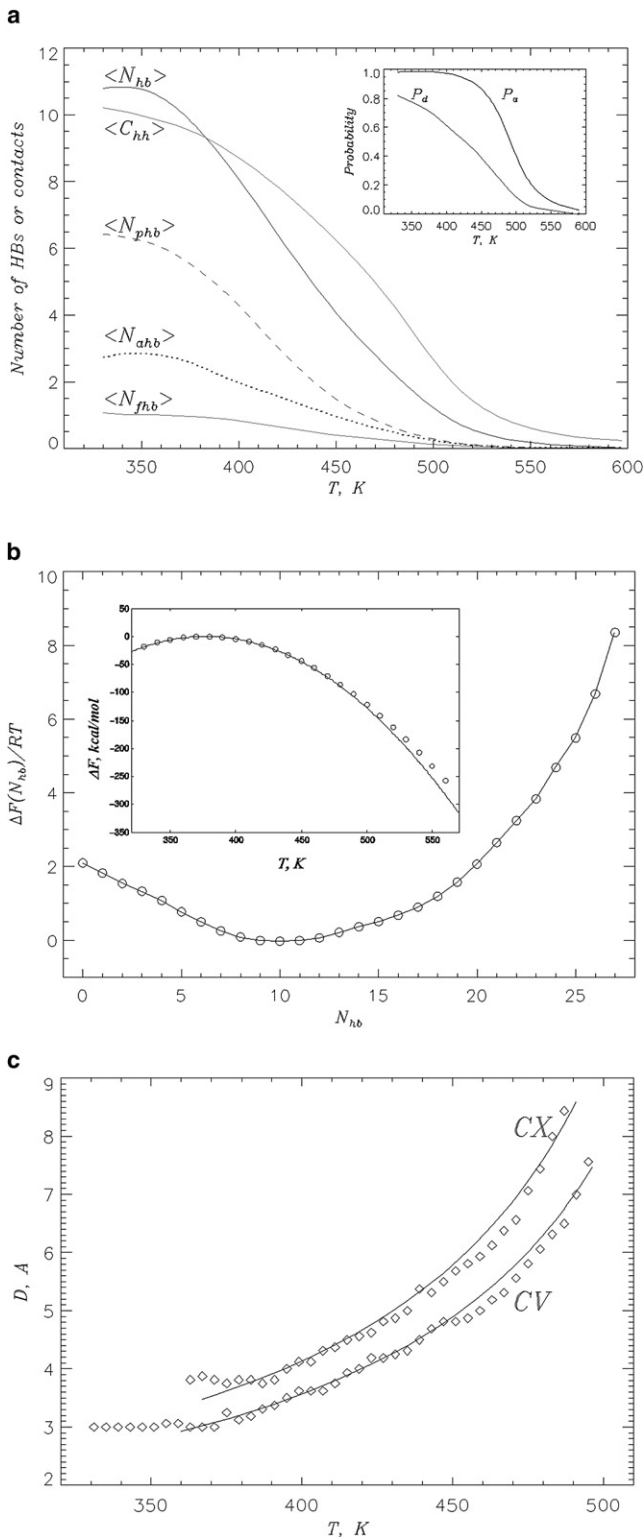 a
12
10
8
6
4
2
0
Number of HBs or contacts
<N_hb>
<C_hh>
<N_phb>
<N_ahb>
<N_fhb>
350 400 450 500 550 600
T, K
1.0
0.8
0.6
0.4
0.2
0.0
Probability
P_d
P_a
300 350 400 450 500 550 600
T, K
b
10
8
6
4
2
0
ΔF(N_hb)/RT
0 5 10 15 20 25
N_hb
50
0
-50
-100
-150
-200
-250
-300
-350
ΔF, kcal/mol
350 400 450 500 550
T, K
c
9
8
7
6
5
4
3
2
D, A
CX
CV
350 400 450 500
T, K